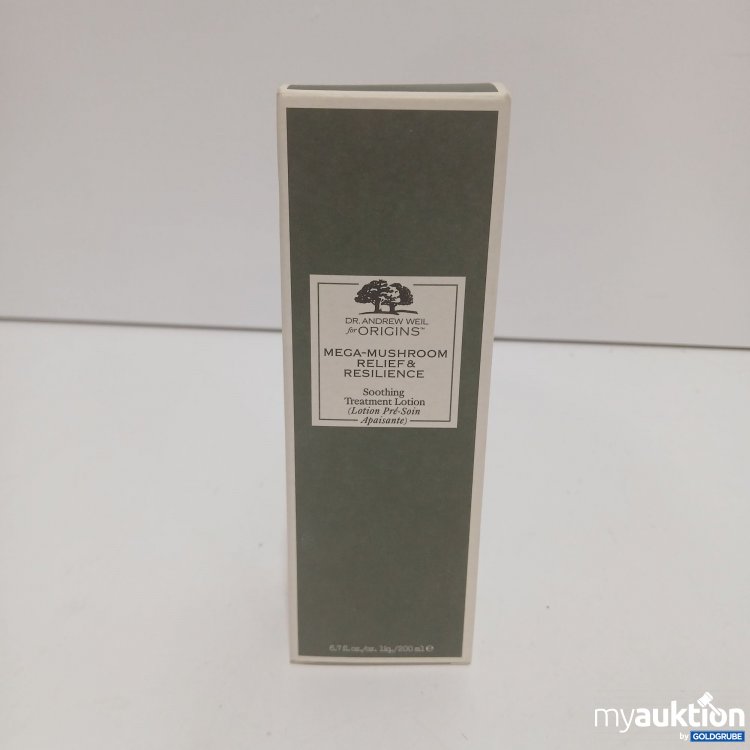 DR. ANDREW WEIL
for ORIGINS™
MEGA-MUSHROOM
RELIEF &
RESILIENCE
Soothing
Treatment Lotion
(Lotion Pré-Soin
Apaisante)
6.7 fl. oz./oz. liq./200 ml ℮
myauktion
by GOLDGRUBE